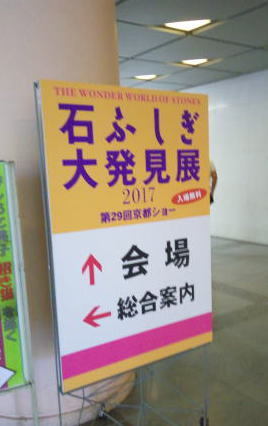 THE WONDER WORLD OF STONES
石ふしぎ
大発見展
2017
入場無料
第29回京都ショー
↑ 会場
← 総合案内